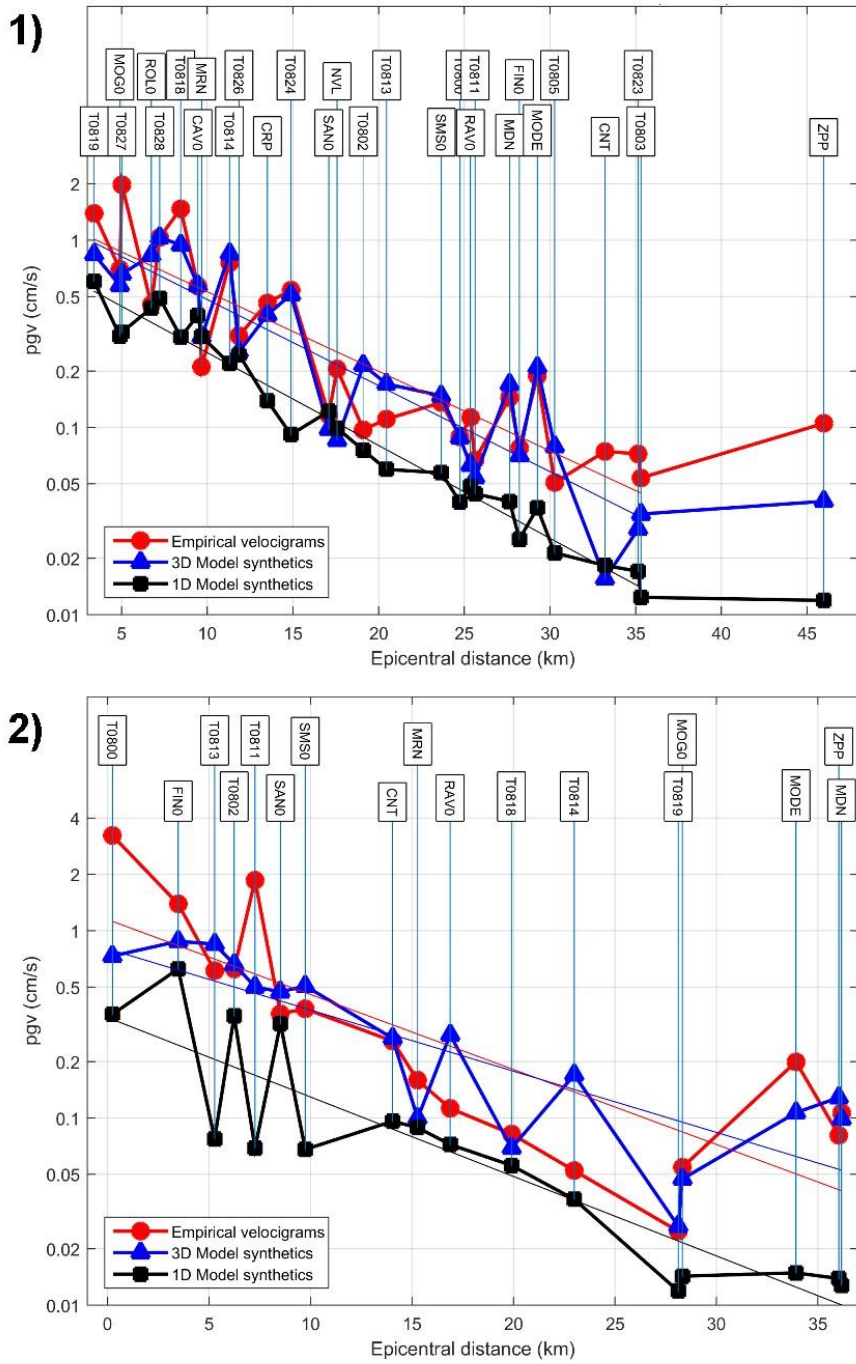 1)
MOG0
ROL0
T0818
MRN
T0826
T0824
NVL
T0813
T0811
FIN0
T0805
T0823
T0819
T0827
T0828
CAV0
T0814
CRP
SAN0
T0802
SMS0
RAV0
MDN
MODE
CNT
T0803
ZPP
2
1
0.5
0.2
0.1
0.05
0.02
0.01
pgv (cm/s)
Empirical velocigrams
3D Model synthetics
1D Model synthetics
5 10 15 20 25 30 35 40 45
Epicentral distance (km)
2)
T0800
T0813
T0811
SMS0
MRN
MOG0
ZPP
FIN0
T0802
SAN0
CNT
RAV0
T0818
T0814
T0819
MODE
MDN
4
2
1
0.5
0.2
0.1
0.05
0.02
0.01
pgv (cm/s)
Empirical velocigrams
3D Model synthetics
1D Model synthetics
0 5 10 15 20 25 30 35
Epicentral distance (km)